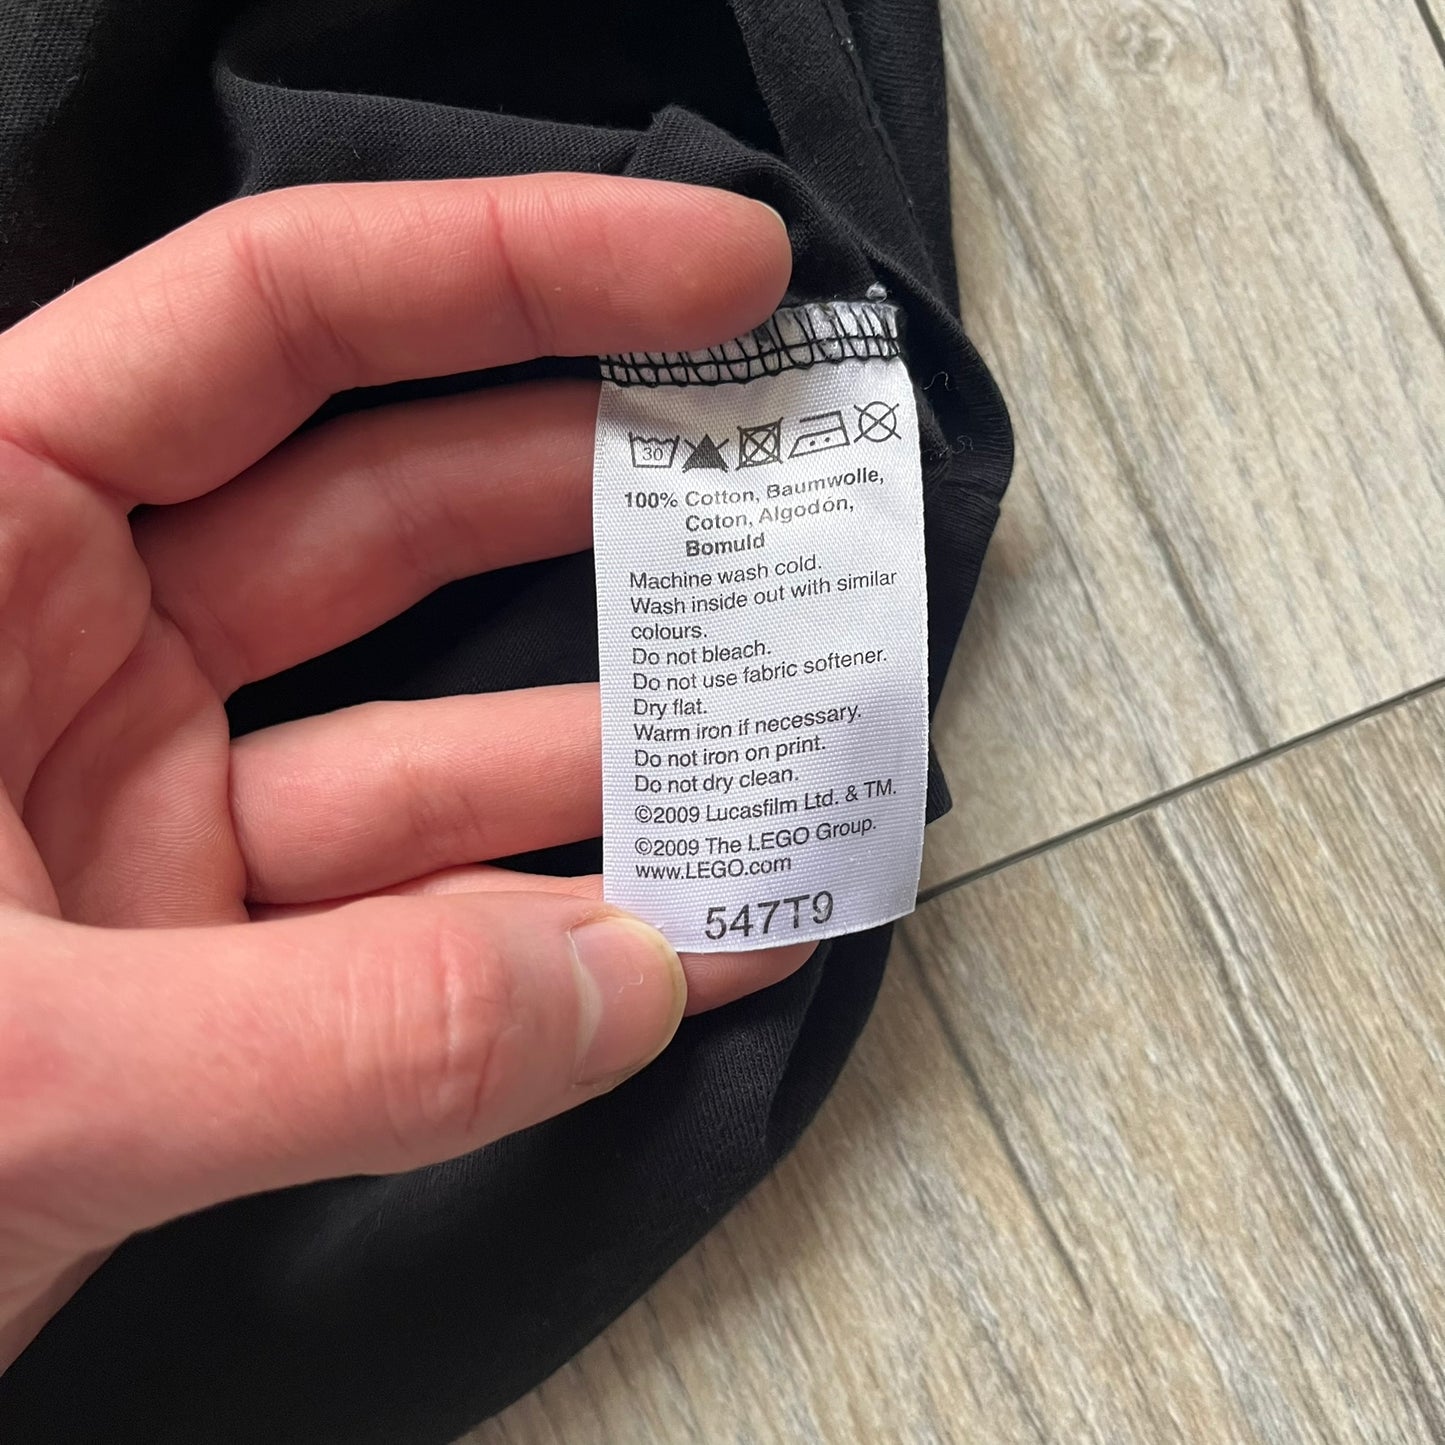 30
100% Cotton, Baumwolle,
Coton, Algodón,
Bomuld
Machine wash cold.
Wash inside out with similar
colours.
Do not bleach.
Do not use fabric softener.
Dry flat.
Warm iron if necessary.
Do not iron on print.
Do not dry clean.
©2009 Lucasfilm Ltd. & TM.
©2009 The LEGO Group.
www.LEGO.com
547T9